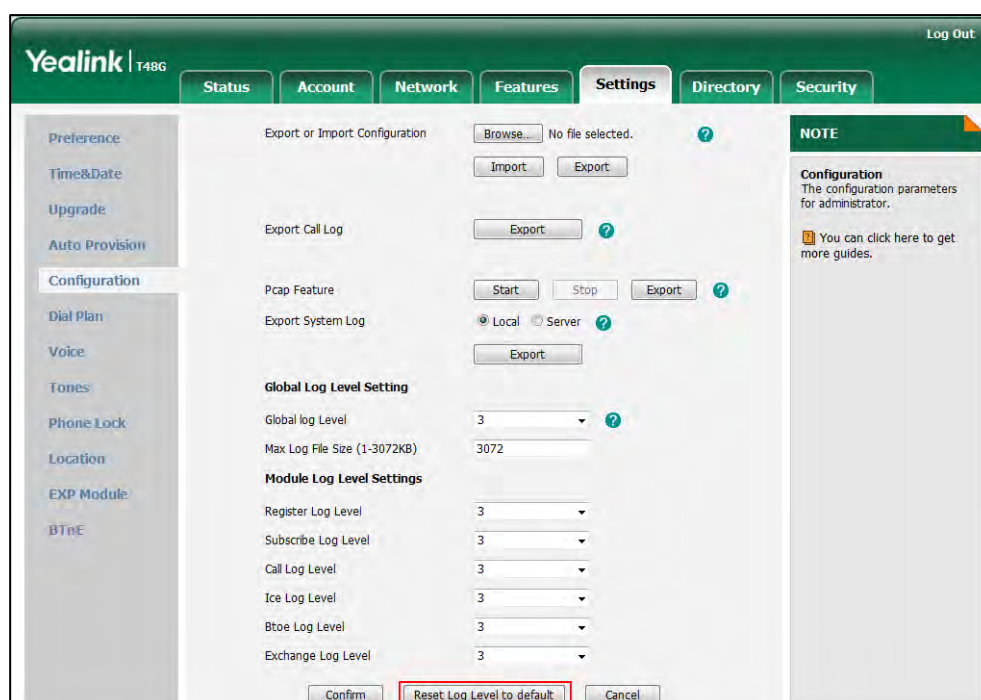 Log Out
Yealink | T48G
Status Account Network Features Settings Directory Security
Preference
Time&Date
Upgrade
Auto Provision
Configuration
Dial Plan
Voice
Tones
Phone Lock
Location
EXP Module
BToE
Export or Import Configuration Browse... No file selected. ?
Import Export
Export Call Log Export ?
Pcap Feature Start Stop Export ?
Export System Log Local Server ?
Export
Global Log Level Setting
Global log Level 3 ?
Max Log File Size (1-3072KB) 3072
Module Log Level Settings
Register Log Level 3
Subscribe Log Level 3
Call Log Level 3
Ice Log Level 3
Btoe Log Level 3
Exchange Log Level 3
Confirm Reset Log Level to default Cancel
NOTE
Configuration
The configuration parameters
for administrator.
? You can click here to get
more guides.